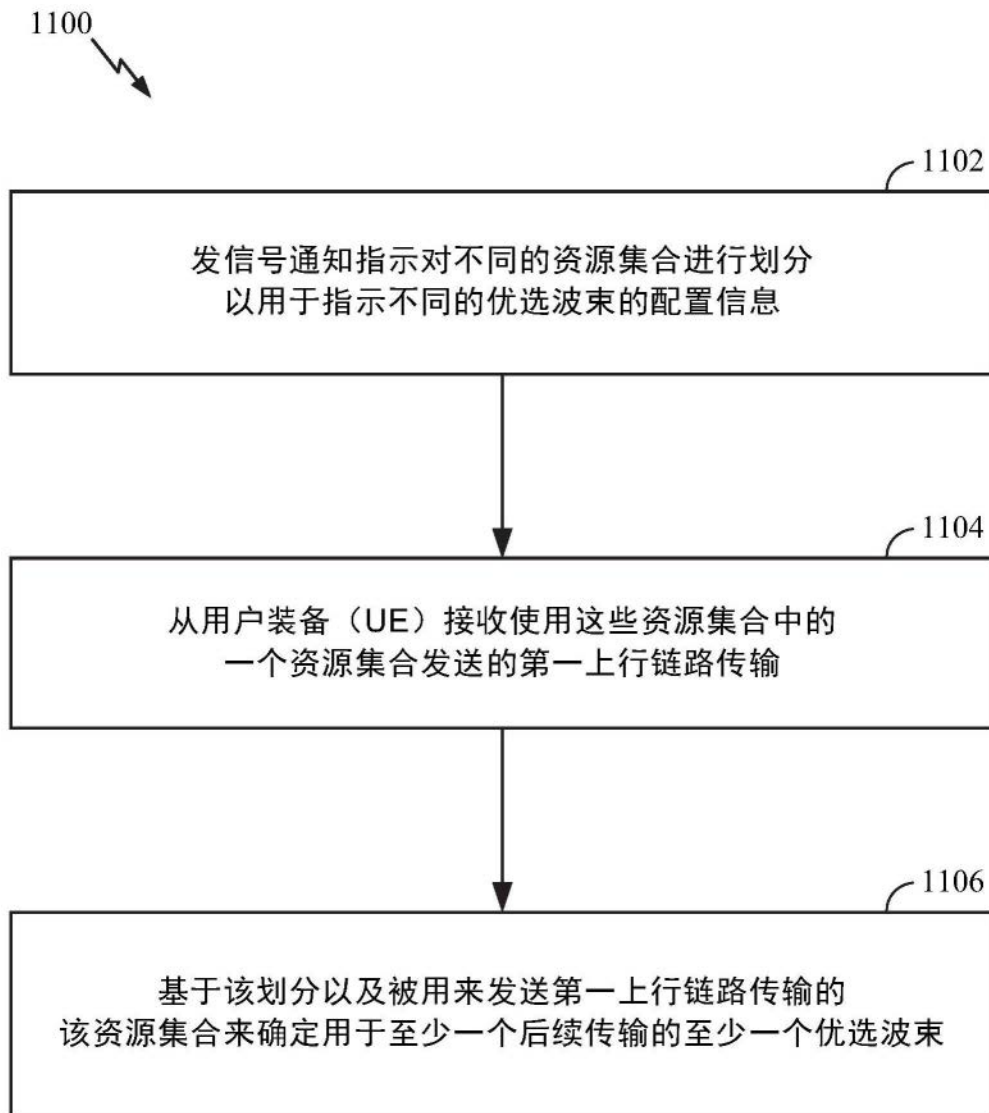 1100
1102
发信号通知指示对不同的资源集合进行划分
以用于指示不同的优选波束的配置信息
1104
从用户装备（UE）接收使用这些资源集合中的
一个资源集合发送的第一上行链路传输
1106
基于该划分以及被用来发送第一上行链路传输的
该资源集合来确定用于至少一个后续传输的至少一个优选波束